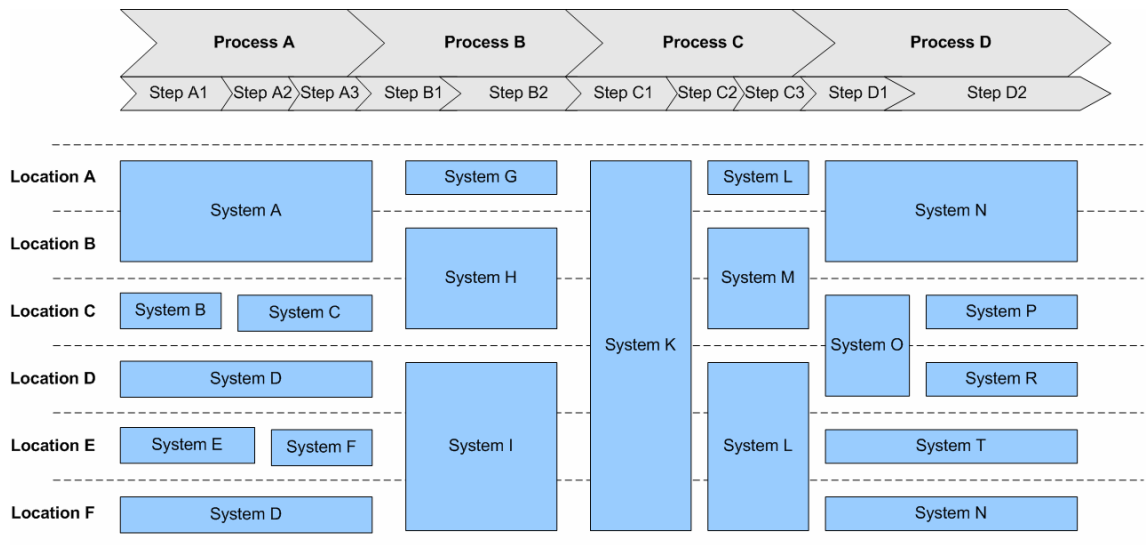 Process A Process B Process C Process D
Step A1 Step A2 Step A3 Step B1 Step B2 Step C1 Step C2 Step C3 Step D1 Step D2
Location A System G System L
System A System N
Location B
System H System M
Location C System B System C System P
System K System O
Location D System D System R
Location E System E System F System I System L System T
Location F System D System N